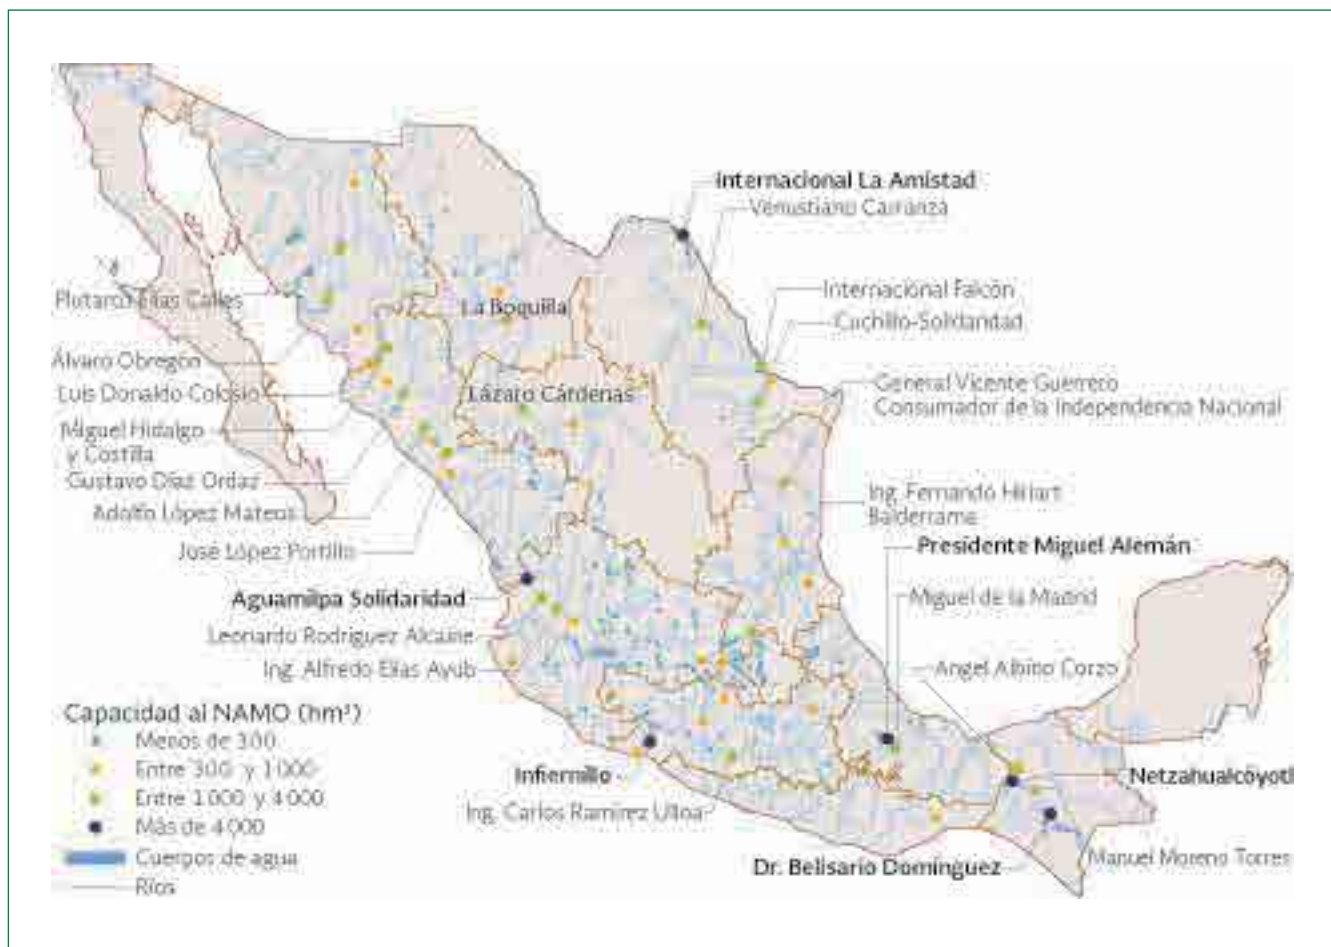 Internacional La Amistad
Venustiano Carranza
Internacional Falcón
Cuchillo-Solidaridad
General Vicente Guerrero
Consumador de la Independencia Nacional
Plutarco Elías Calles
La Boquilla
Álvaro Obregón
Luis Donaldo Colosio
Lázaro Cárdenas
Miguel Hidalgo
y Costilla
Gustavo Díaz Ordaz
Adolfo López Mateos
José López Portillo
Ing. Fernando Hiriart
Balderrama
Presidente Miguel Alemán
Aguamilpa Solidaridad
Miguel de la Madrid
Leonardo Rodríguez Alcaine
Ing. Alfredo Elías Ayub
Angel Albino Corzo
Capacidad al NAMO (hm³)
Menos de 300
Entre 300 y 1 000
Entre 1 000 y 4 000
Más de 4 000
Cuerpos de agua
Ríos
Infiernillo
Ing. Carlos Ramírez Ulloa
Netzahualcóyotl
Manuel Moreno Torres
Dr. Belisario Domínguez